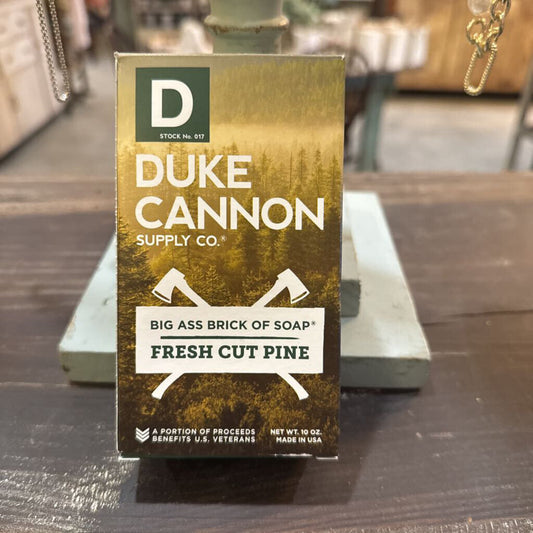 D
STOCK No. 017
DUKE
CANNON
SUPPLY CO.®
BIG ASS BRICK OF SOAP®
FRESH CUT PINE
A PORTION OF PROCEEDS
BENEFITS U.S. VETERANS
NET WT. 10 OZ.
MADE IN USA